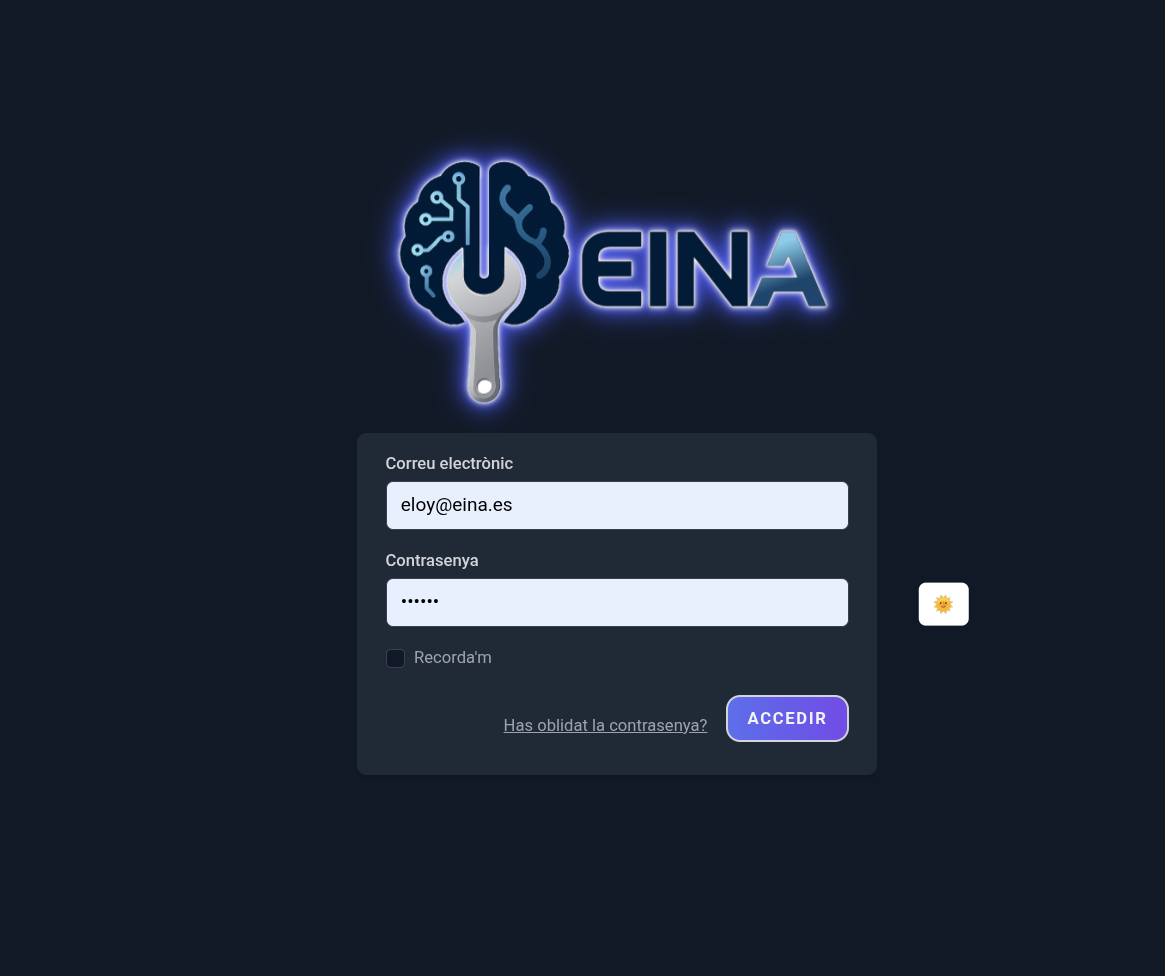 EINA
Correu electrònic
eloy@eina.es
Contrasenya
••••••
Recorda'm
Has oblidat la contrasenya?
ACCEDIR